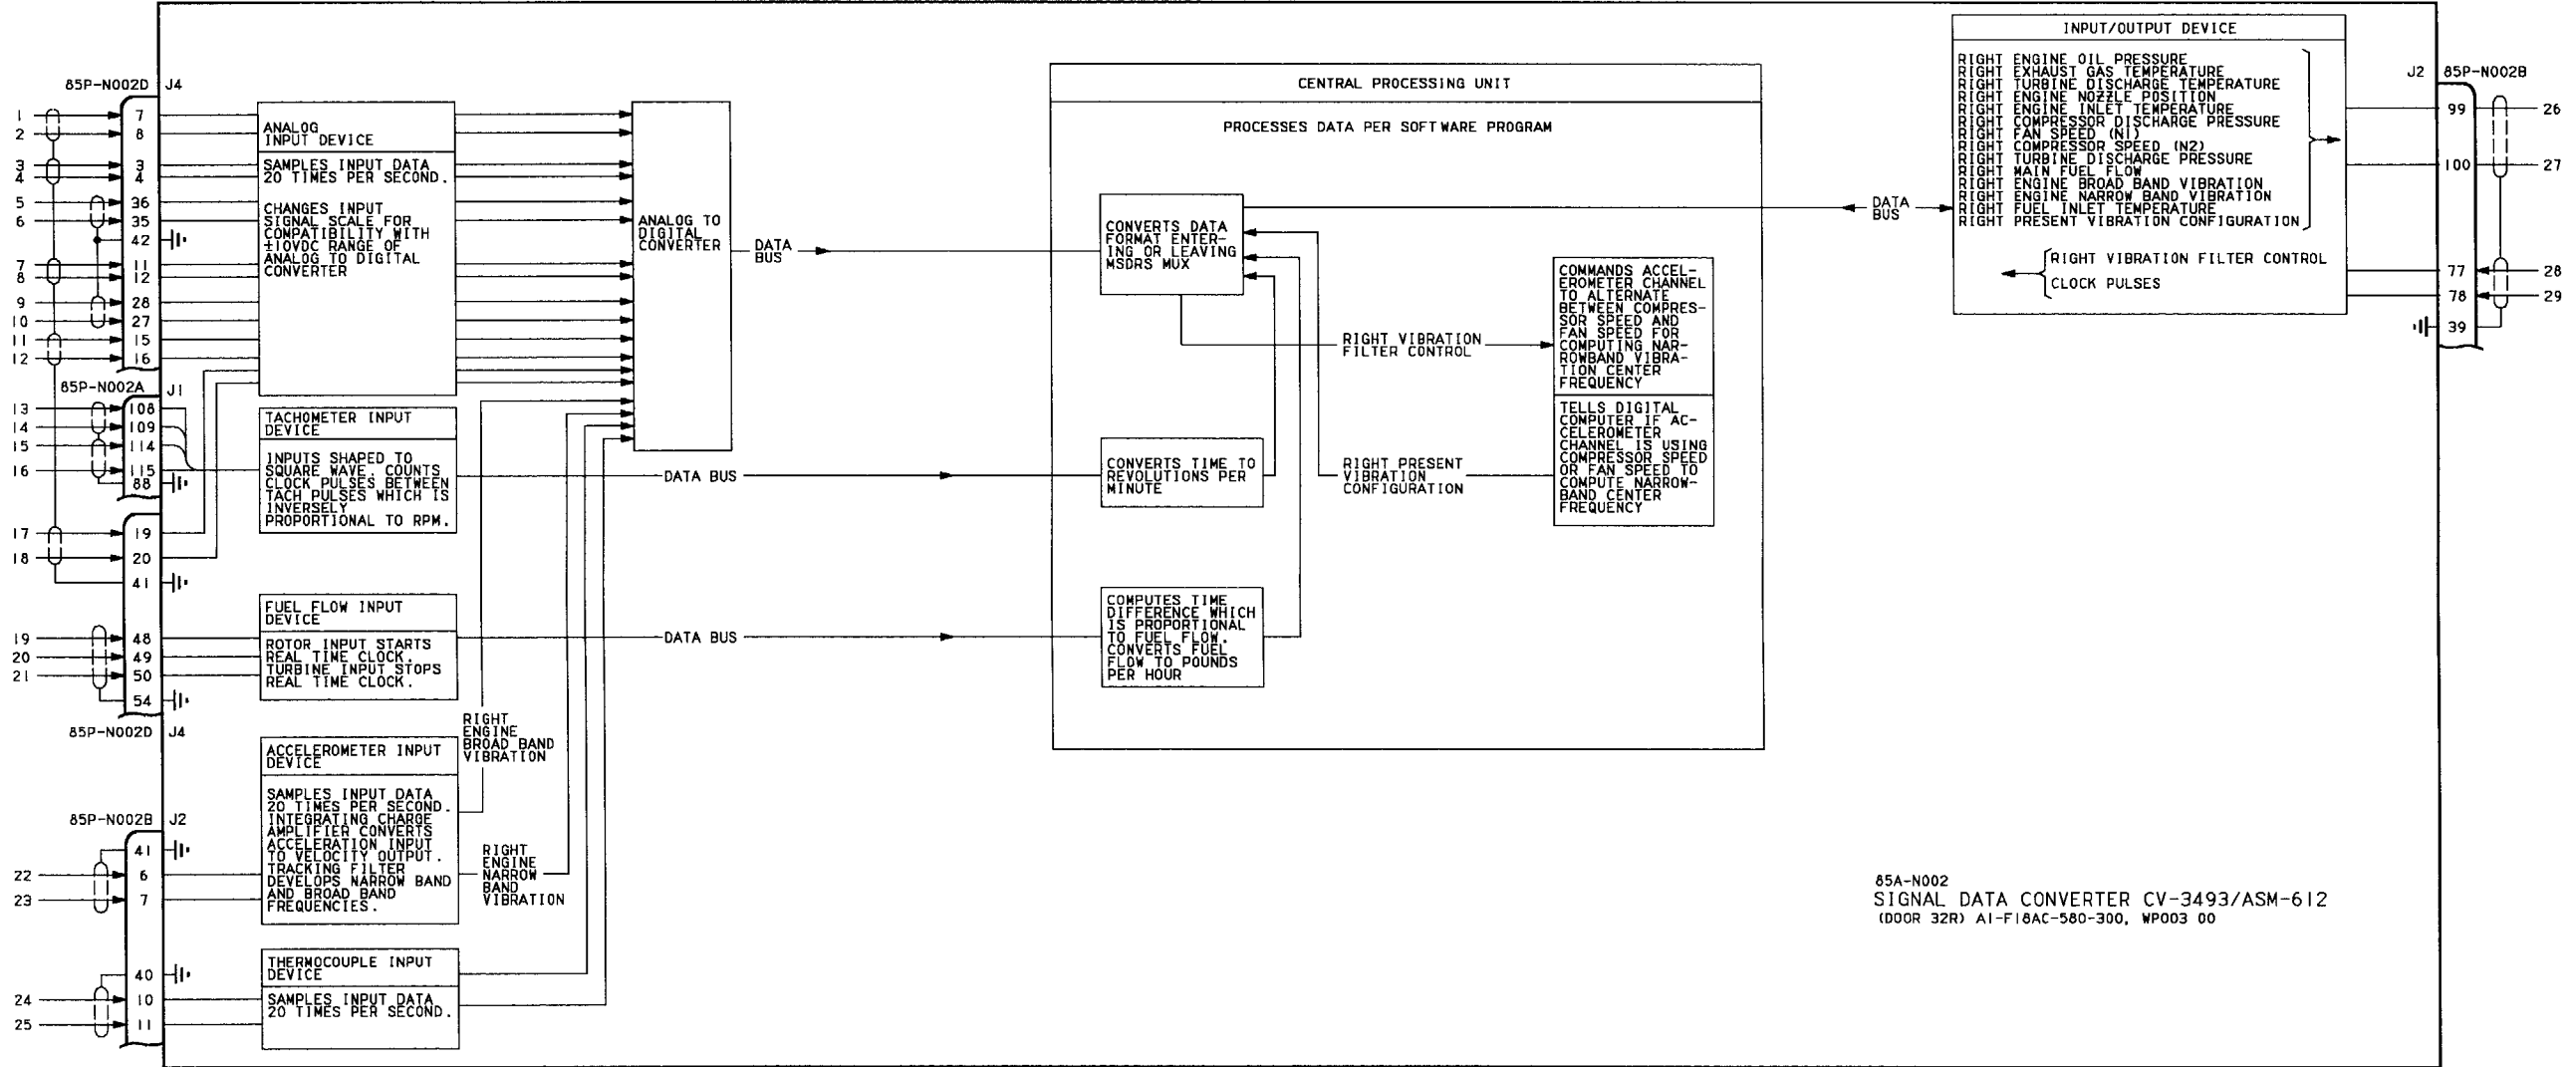 85P-N002D J4
1
2
3
4
5
6
7
8
9
10
11
12
7
8
3
4
36
35
42
11
12
28
27
15
16
85P-N002A J1
13
14
15
16
108
109
114
115
88
17
18
19
20
41
19
20
21
48
49
50
54
85P-N002D J4
85P-N002B J2
22
23
41
6
7
24
25
40
10
11
ANALOG
INPUT DEVICE
SAMPLES INPUT DATA
20 TIMES PER SECOND.
CHANGES INPUT
SIGNAL SCALE FOR
COMPATIBILITY WITH
±10VDC RANGE OF
ANALOG TO DIGITAL
CONVERTER
TACHOMETER INPUT
DEVICE
INPUTS SHAPED TO
SQUARE WAVE. COUNTS
CLOCK PULSES BETWEEN
TACH PULSES WHICH IS
INVERSELY
PROPORTIONAL TO RPM.
FUEL FLOW INPUT
DEVICE
ROTOR INPUT STARTS
REAL TIME CLOCK.
TURBINE INPUT STOPS
REAL TIME CLOCK.
ACCELEROMETER INPUT
DEVICE
SAMPLES INPUT DATA
20 TIMES PER SECOND.
INTEGRATING CHARGE
AMPLIFIER CONVERTS
ACCELERATION INPUT
TO VELOCITY OUTPUT.
TRACKING FILTER
DEVELOPS NARROW BAND
AND BROAD BAND
FREQUENCIES.
THERMOCOUPLE INPUT
DEVICE
SAMPLES INPUT DATA
20 TIMES PER SECOND.
RIGHT
ENGINE
BROAD BAND
VIBRATION
RIGHT
ENGINE
NARROW
BAND
VIBRATION
ANALOG TO
DIGITAL
CONVERTER
DATA
BUS
DATA BUS
DATA BUS
CENTRAL PROCESSING UNIT
PROCESSES DATA PER SOFTWARE PROGRAM
CONVERTS DATA
FORMAT ENTER-
ING OR LEAVING
MSDRS MUX
CONVERTS TIME TO
REVOLUTIONS PER
MINUTE
COMPUTES TIME
DIFFERENCE WHICH
IS PROPORTIONAL
TO FUEL FLOW.
CONVERTS FUEL
FLOW TO POUNDS
PER HOUR
RIGHT VIBRATION
FILTER CONTROL
RIGHT PRESENT
VIBRATION
CONFIGURATION
COMMANDS ACCEL-
EROMETER CHANNEL
TO ALTERNATE
BETWEEN COMPRES-
SOR SPEED AND
FAN SPEED FOR
COMPUTING NAR-
ROWBAND VIBRA-
TION CENTER
FREQUENCY
TELLS DIGITAL
COMPUTER IF AC-
CELEROMETER
CHANNEL IS USING
COMPRESSOR SPEED
OR FAN SPEED TO
COMPUTE NARROW-
BAND CENTER
FREQUENCY
DATA
BUS
INPUT/OUTPUT DEVICE
RIGHT ENGINE OIL PRESSURE
RIGHT EXHAUST GAS TEMPERATURE
RIGHT TURBINE DISCHARGE TEMPERATURE
RIGHT ENGINE NOZZLE POSITION
RIGHT ENGINE INLET TEMPERATURE
RIGHT COMPRESSOR DISCHARGE PRESSURE
RIGHT FAN SPEED (N1)
RIGHT COMPRESSOR SPEED (N2)
RIGHT TURBINE DISCHARGE PRESSURE
RIGHT MAIN FUEL FLOW
RIGHT ENGINE BROAD BAND VIBRATION
RIGHT ENGINE NARROW BAND VIBRATION
RIGHT FUEL INLET TEMPERATURE
RIGHT PRESENT VIBRATION CONFIGURATION
RIGHT VIBRATION FILTER CONTROL
CLOCK PULSES
J2 85P-N002B
99
100
77
78
39
26
27
28
29
85A-N002
SIGNAL DATA CONVERTER CV-3493/ASM-612
(DOOR 32R) A1-F18AC-580-300, WP003 00